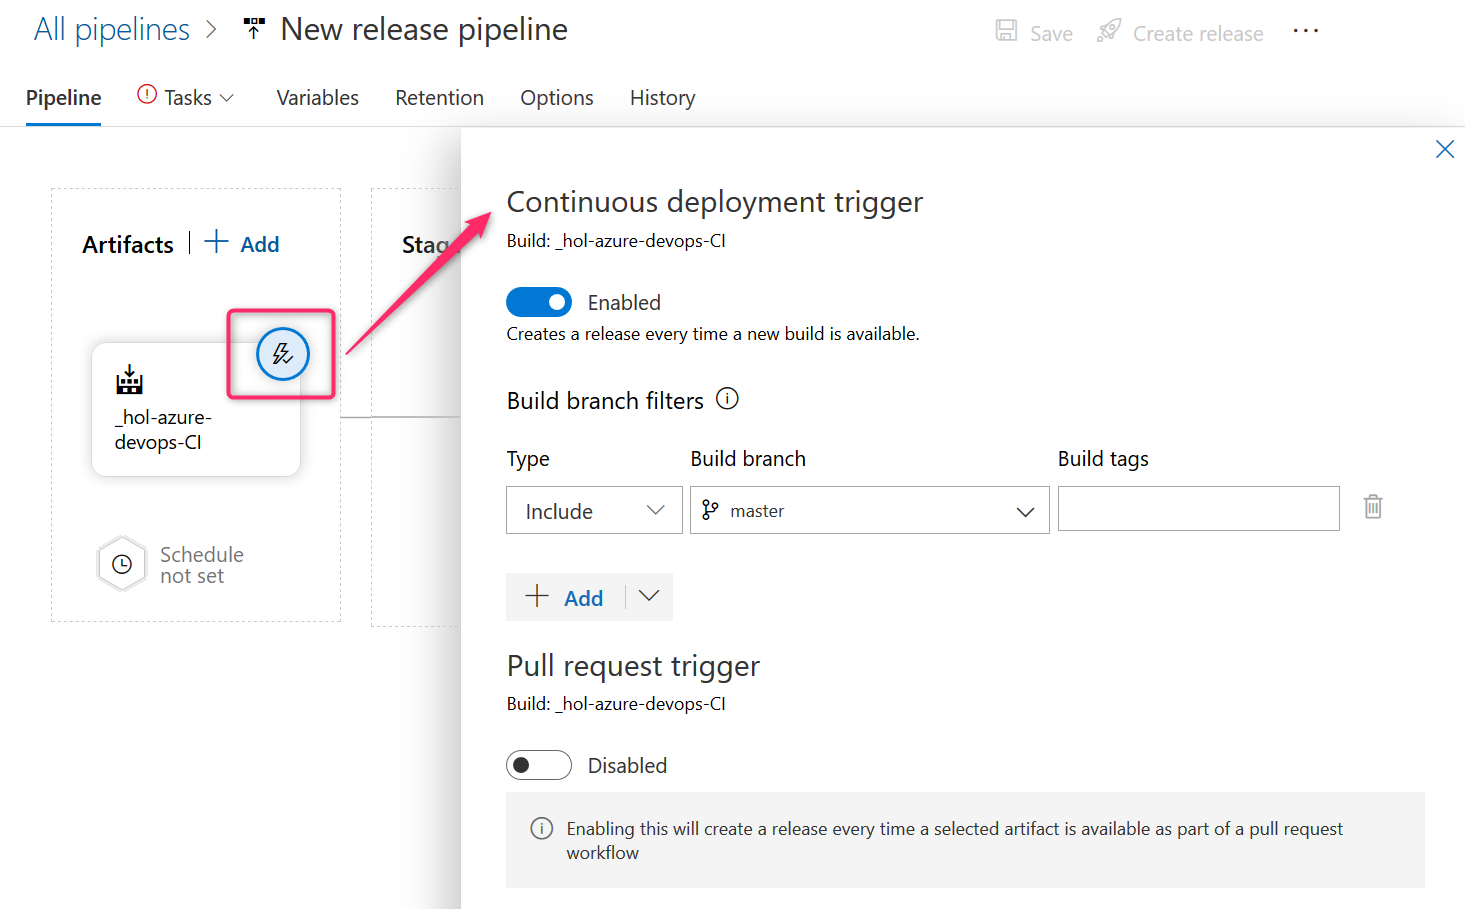 All pipelines > New release pipeline
Save Create release ...
Pipeline Tasks Variables Retention Options History
Artifacts | + Add
Stag
_hol-azure-
devops-CI
Schedule
not set
Continuous deployment trigger
Build: _hol-azure-devops-CI
Enabled
Creates a release every time a new build is available.
Build branch filters
Type Build branch Build tags
Include master
+ Add
Pull request trigger
Build: _hol-azure-devops-CI
Disabled
Enabling this will create a release every time a selected artifact is available as part of a pull request
workflow